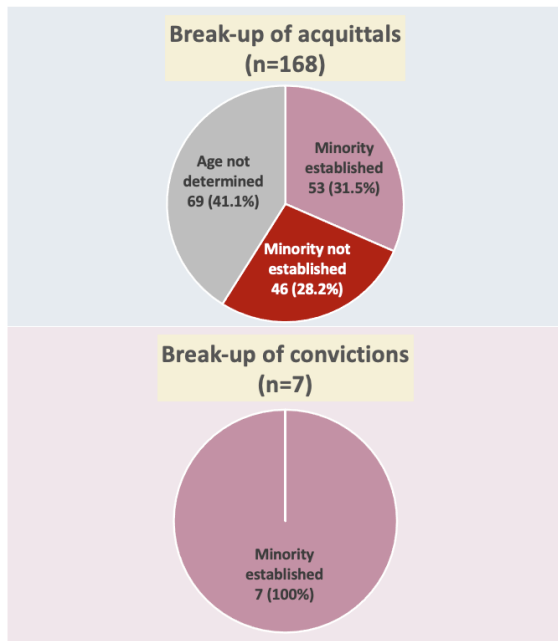 Break-up of acquittals
(n=168)
Minority
established
53 (31.5%)
Age not
determined
69 (41.1%)
Minority not
established
46 (28.2%)
Break-up of convictions
(n=7)
Minority
established
7 (100%)